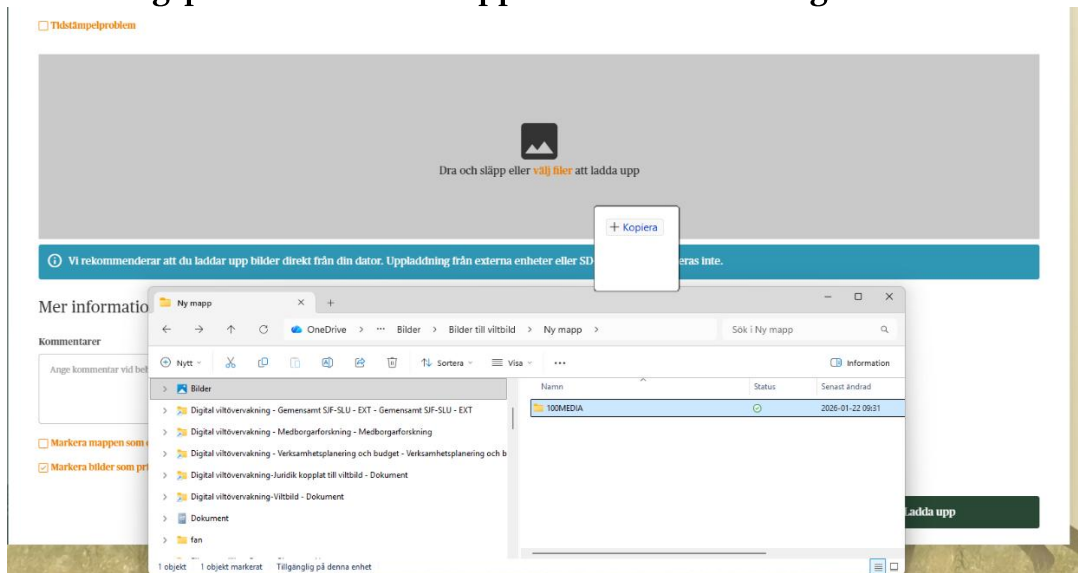 Tidstämpelproblem
Dra och släpp eller välj filer att ladda upp
+ Kopiera
Vi rekommenderar att du laddar upp bilder direkt från din dator. Uppladdning från externa enheter eller SD eras inte.
Mer informatio
Kommentarer
Ange kommentar vid bef
Markera mappen som
Markera bilder som pri
Ny mapp
OneDrive > ... Bilder > Bilder till viltbild > Ny mapp >
Sök i Ny mapp
Nytt
Sortera
Visa
...
Information
Bilder
Digital viltövervakning - Gemensamt SJF-SLU - EXT - Gemensamt SJF-SLU - EXT
Digital viltövervakning - Medborgarforskning - Medborgarforskning
Digital viltövervakning - Verksamhetsplanering och budget - Verksamhetsplanering och b
Digital viltövervakning-Juridik kopplat till viltbild - Dokument
Digital viltövervakning-Viltbild - Dokument
Dokument
fan
Namn Status Senast ändrad
100MEDIA 2026-01-22 09:31
1 objekt 1 objekt markerat Tillgänglig på denna enhet
Ladda upp